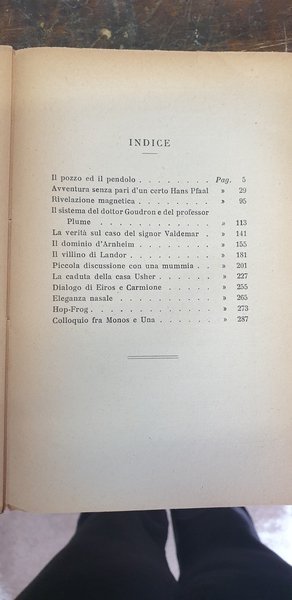 INDICE
Il pozzo ed il pendolo . . . . . . . Pag. 5
Avventura senza pari d'un certo Hans Pfaal » 29
Rivelazione magnetica . . . . . . . » 95
Il sistema del dottor Goudron e del professor
Plume . . . . . . . . . . . » 113
La verità sul caso del signor Valdemar . » 141
Il dominio d'Arnheim . . . . . . . » 155
Il villino di Landor . . . . . . . . » 181
Piccola discussione con una mummia . . » 201
La caduta della casa Usher . . . . . » 227
Dialogo di Eiros e Carmione . . . . . » 255
Eleganza nasale . . . . . . . . . » 265
Hop-Frog . . . . . . . . . . . » 273
Colloquio fra Monos e Una . . . . . » 287